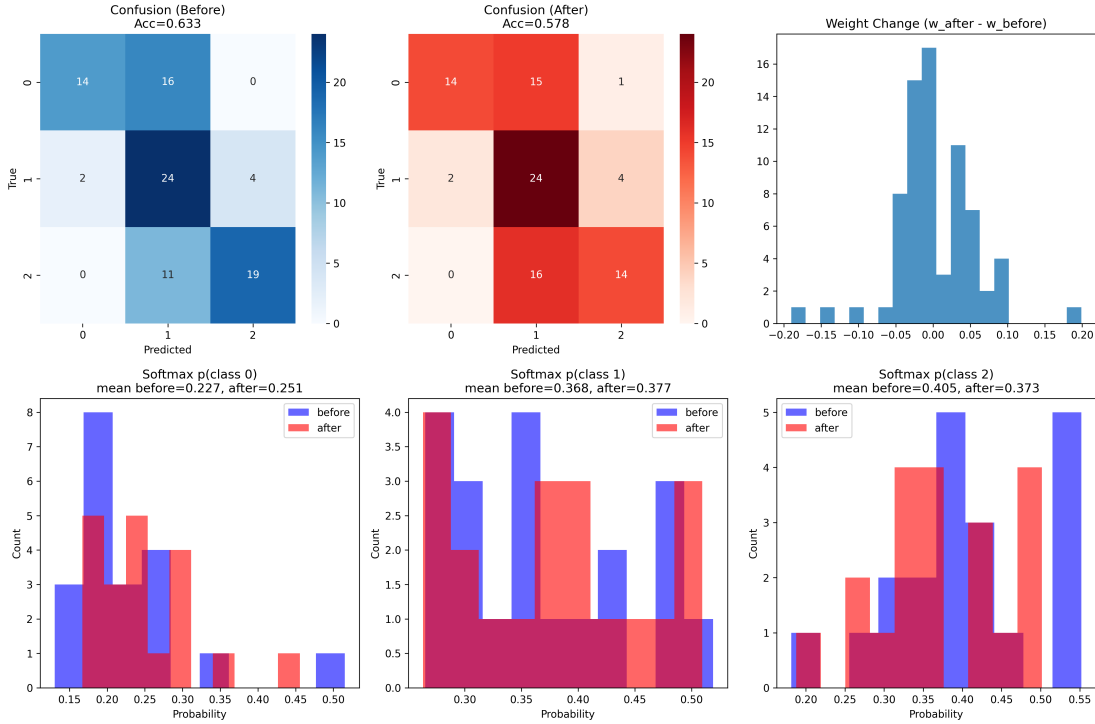 Confusion (Before)
Acc=0.633
0
1
2
True
14
16
0
2
24
4
0
11
19
0
1
2
Predicted
20
15
10
5
0
Confusion (After)
Acc=0.578
0
1
2
True
14
15
1
2
24
4
0
16
14
0
1
2
Predicted
20
15
10
5
0
Weight Change (w_after - w_before)
16
14
12
10
8
6
4
2
0
−0.20 −0.15 −0.10 −0.05 0.00 0.05 0.10 0.15 0.20
Softmax p(class 0)
mean before=0.227, after=0.251
before
after
8
7
6
5
4
3
2
1
0
Count
0.15 0.20 0.25 0.30 0.35 0.40 0.45 0.50
Probability
Softmax p(class 1)
mean before=0.368, after=0.377
before
after
4.0
3.5
3.0
2.5
2.0
1.5
1.0
0.5
0.0
Count
0.30 0.35 0.40 0.45 0.50
Probability
Softmax p(class 2)
mean before=0.405, after=0.373
before
after
5
4
3
2
1
0
Count
0.20 0.25 0.30 0.35 0.40 0.45 0.50 0.55
Probability